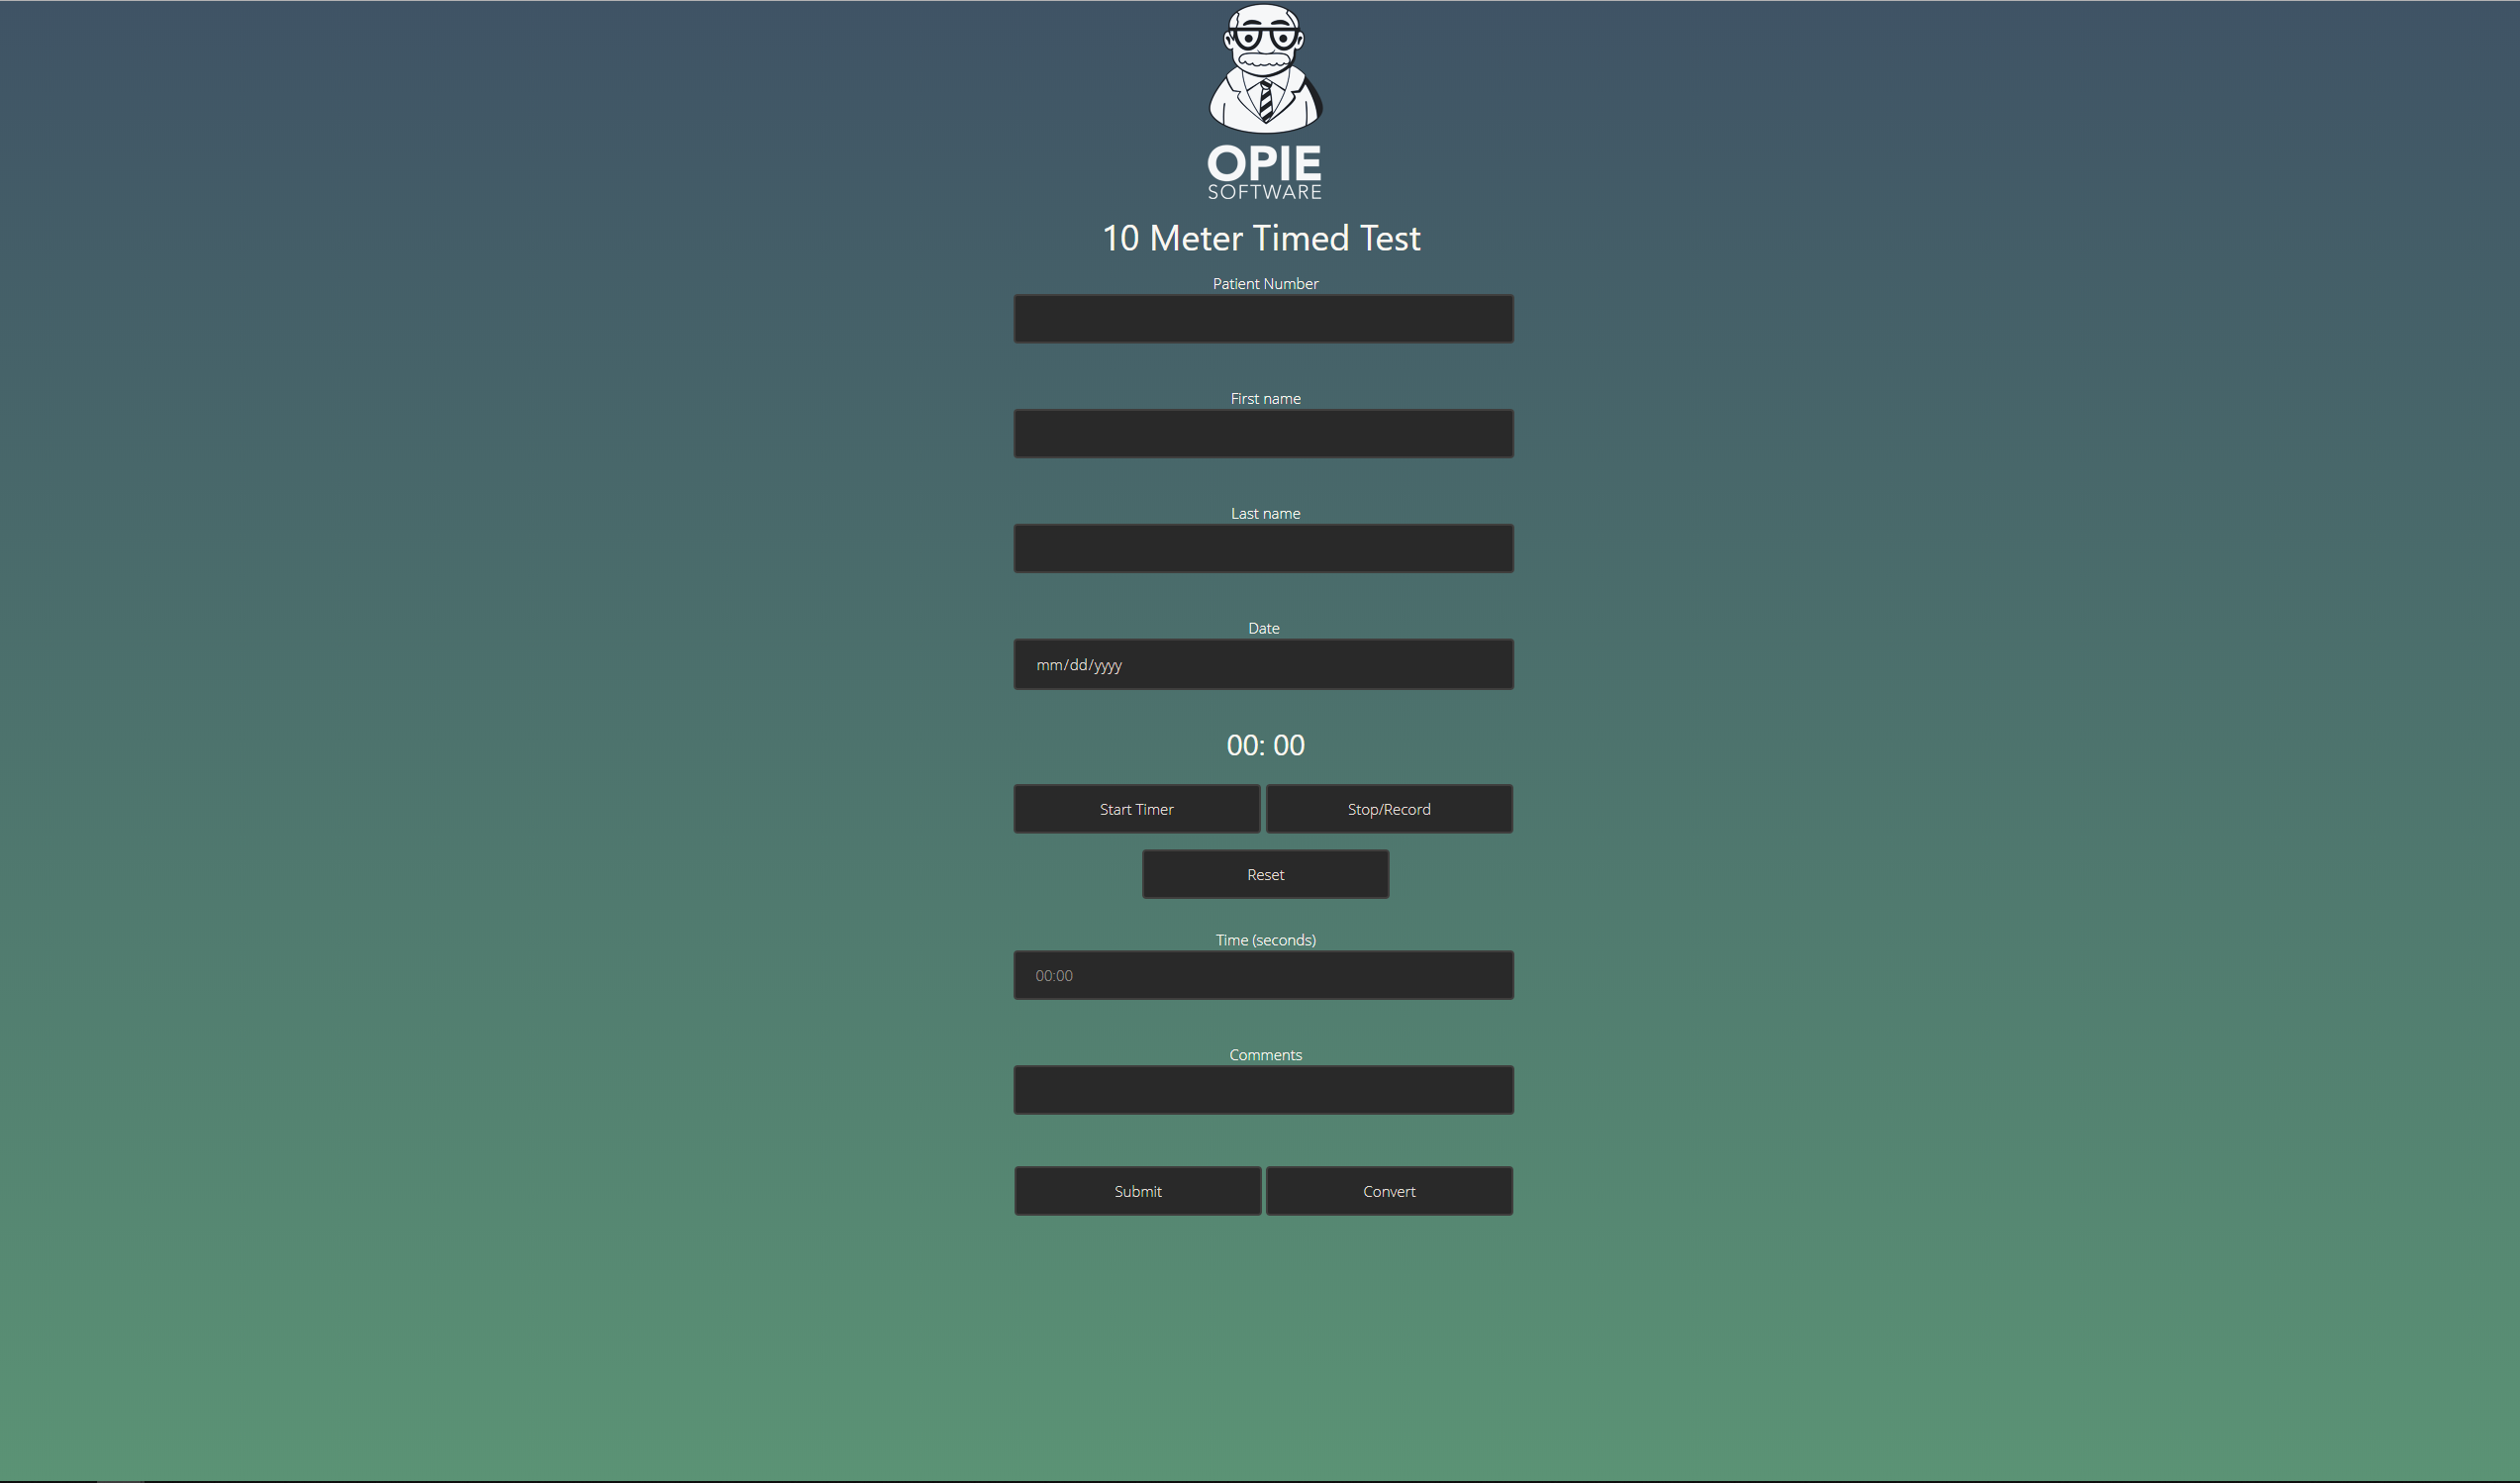 OPIE
SOFTWARE
10 Meter Timed Test
Patient Number
First name
Last name
Date
mm/dd/yyyy
00: 00
Start Timer Stop/Record
Reset
Time (seconds)
00:00
Comments
Submit Convert